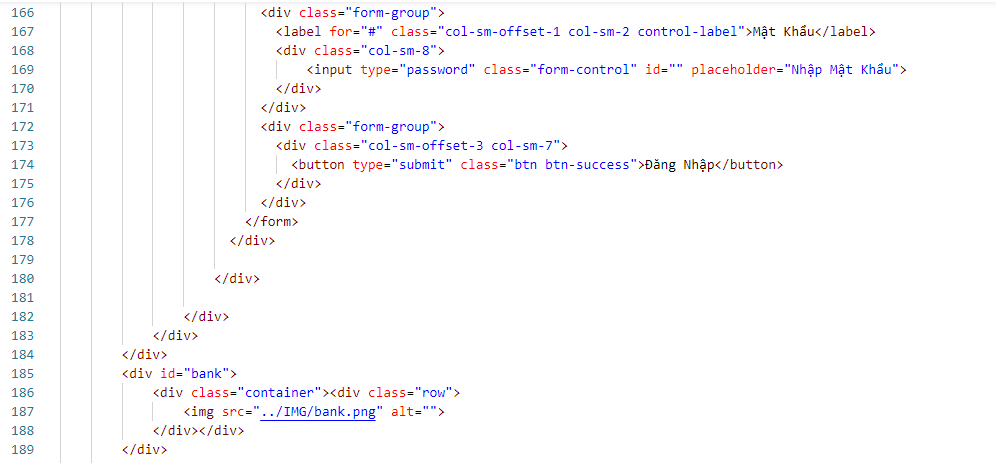 166 <div class="form-group">
167 <label for="#" class="col-sm-offset-1 col-sm-2 control-label">Mật Khẩu</label>
168 <div class="col-sm-8">
169 <input type="password" class="form-control" id="" placeholder="Nhập Mật Khẩu">
170 </div>
171 </div>
172 <div class="form-group">
173 <div class="col-sm-offset-3 col-sm-7">
174 <button type="submit" class="btn btn-success">Đăng Nhập</button>
175 </div>
176 </div>
177 </form>
178 </div>
179
180 </div>
181
182 </div>
183 </div>
184 </div>
185 <div id="bank">
186 <div class="container"><div class="row">
187 <img src="../IMG/bank.png" alt="">
188 </div></div>
189 </div>